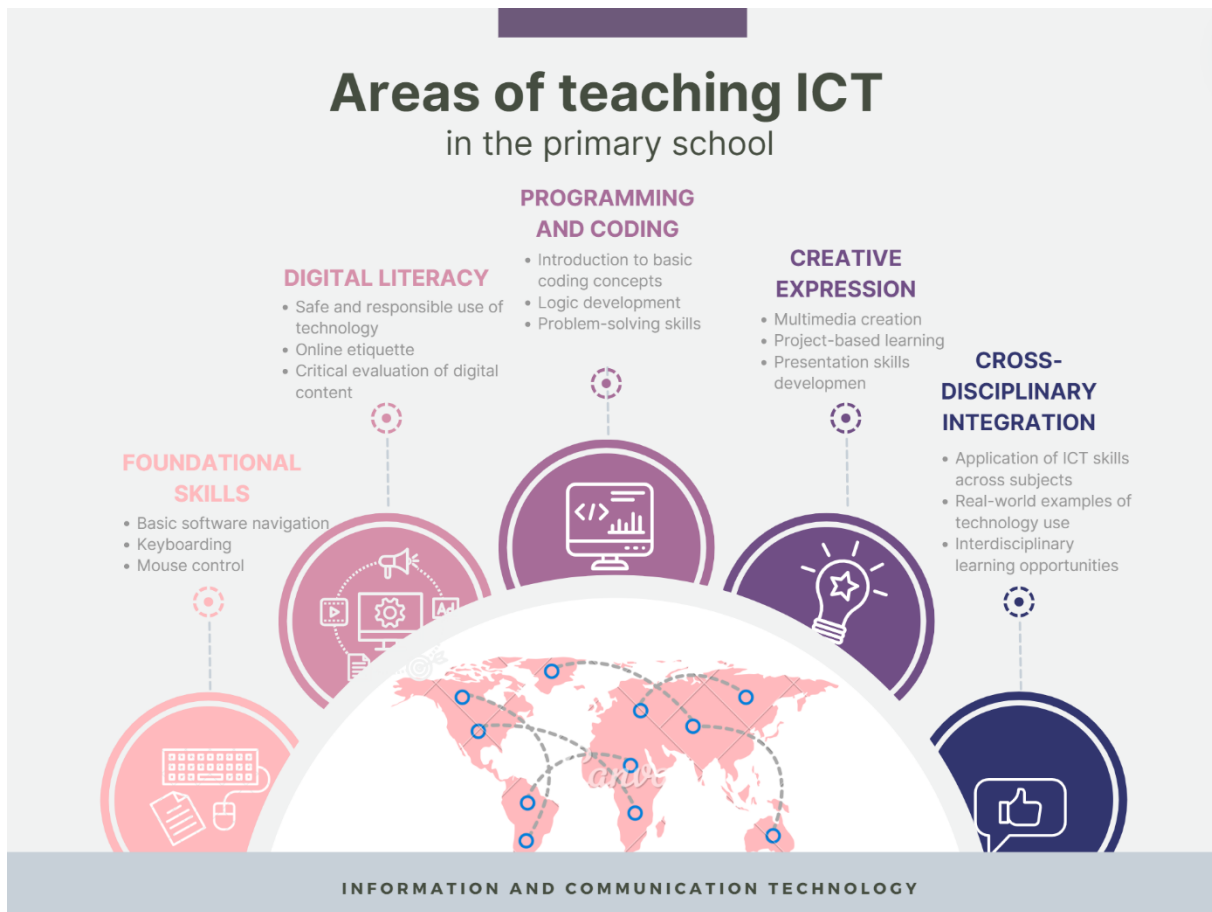 Areas of teaching ICT
in the primary school
FOUNDATIONAL
SKILLS
• Basic software navigation
• Keyboarding
• Mouse control
DIGITAL LITERACY
• Safe and responsible use of
technology
• Online etiquette
• Critical evaluation of digital
content
PROGRAMMING
AND CODING
• Introduction to basic
coding concepts
• Logic development
• Problem-solving skills
CREATIVE
EXPRESSION
• Multimedia creation
• Project-based learning
• Presentation skills
developmen
CROSS-
DISCIPLINARY
INTEGRATION
• Application of ICT skills
across subjects
• Real-world examples of
technology use
• Interdisciplinary
learning opportunities
Ad
</>
INFORMATION AND COMMUNICATION TECHNOLOGY